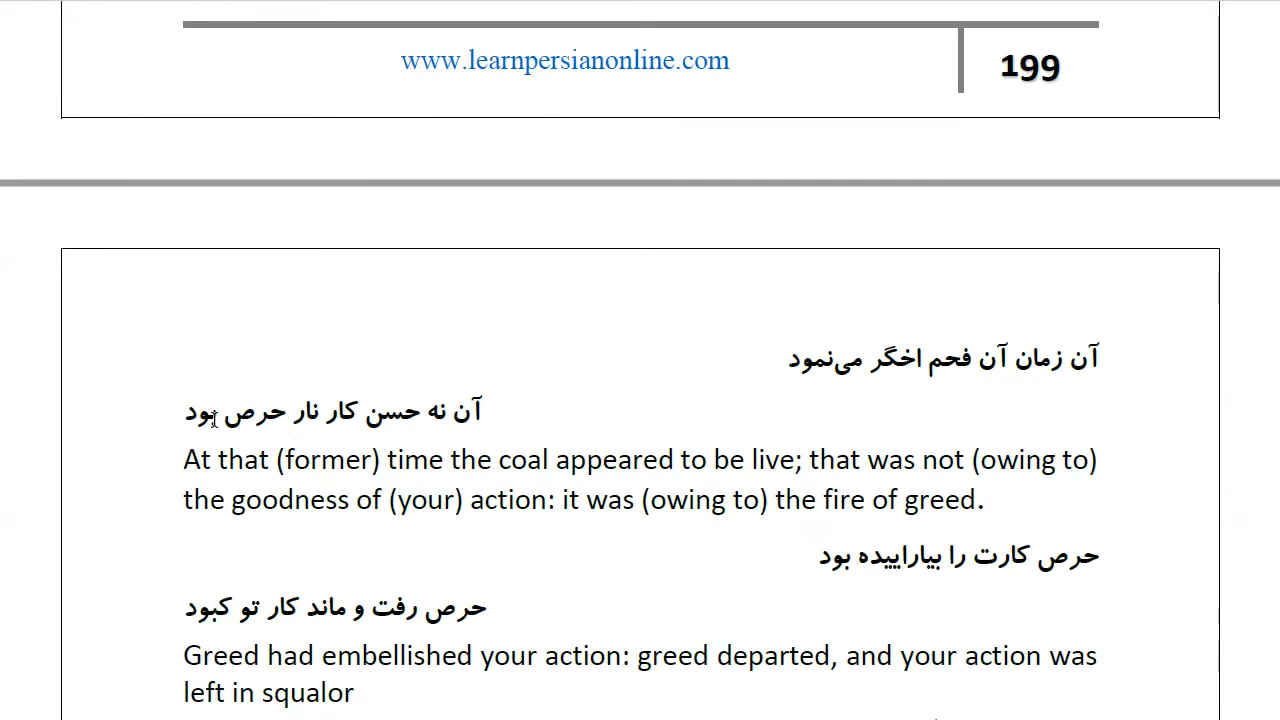 www.learnpersianonline.com
199
آن زمان آن فحم اخگر می‌نمود
آن نه حسن کار نار حرص بود
At that (former) time the coal appeared to be live; that was not (owing to)
the goodness of (your) action: it was (owing to) the fire of greed.
حرص کارت را بیاراییده بود
حرص رفت و ماند کار تو کبود
Greed had embellished your action: greed departed, and your action was
left in squalor